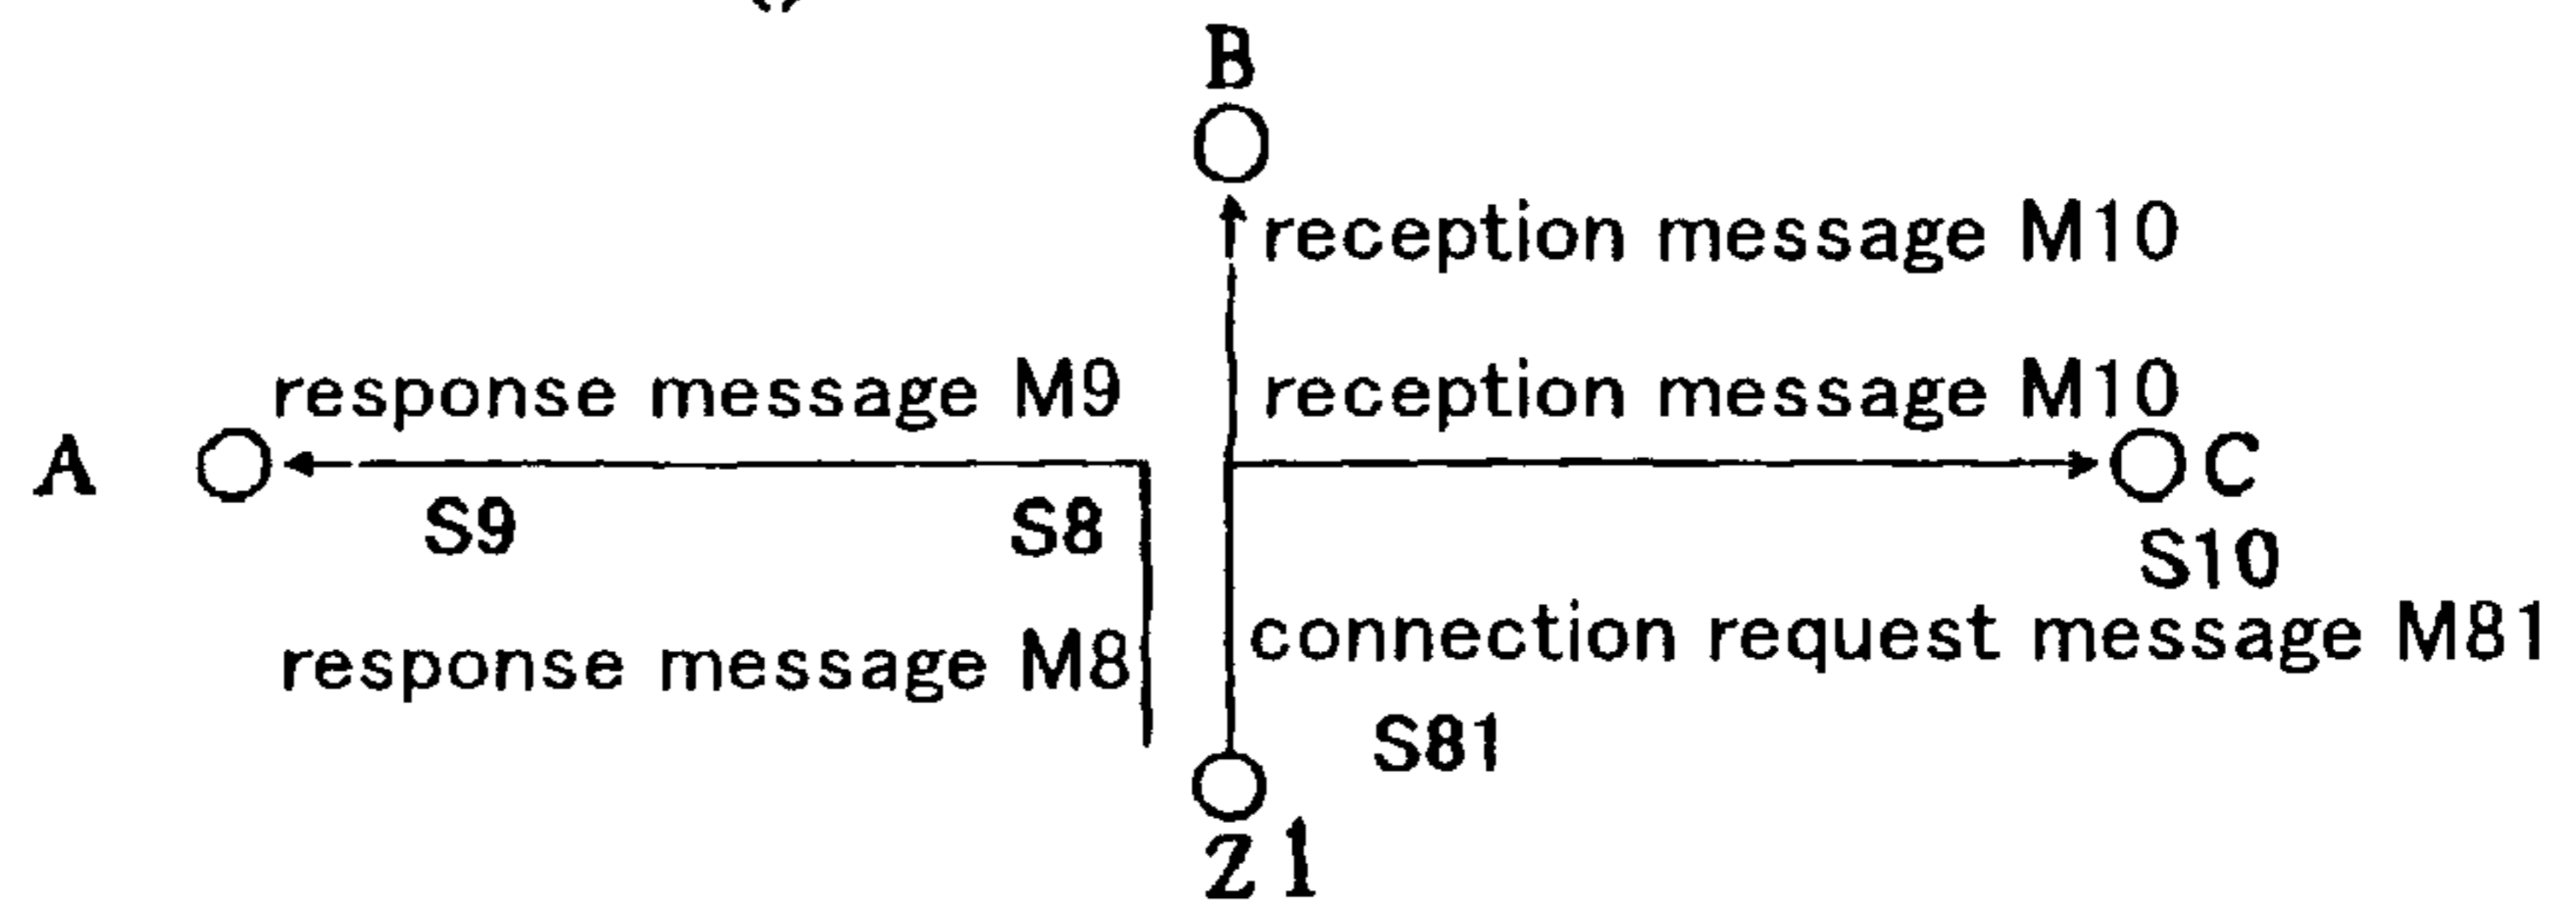 B
reception message M10
response message M9
reception message M10
A
C
S9
S8
S10
response message M8
connection request message M81
S81
Z1